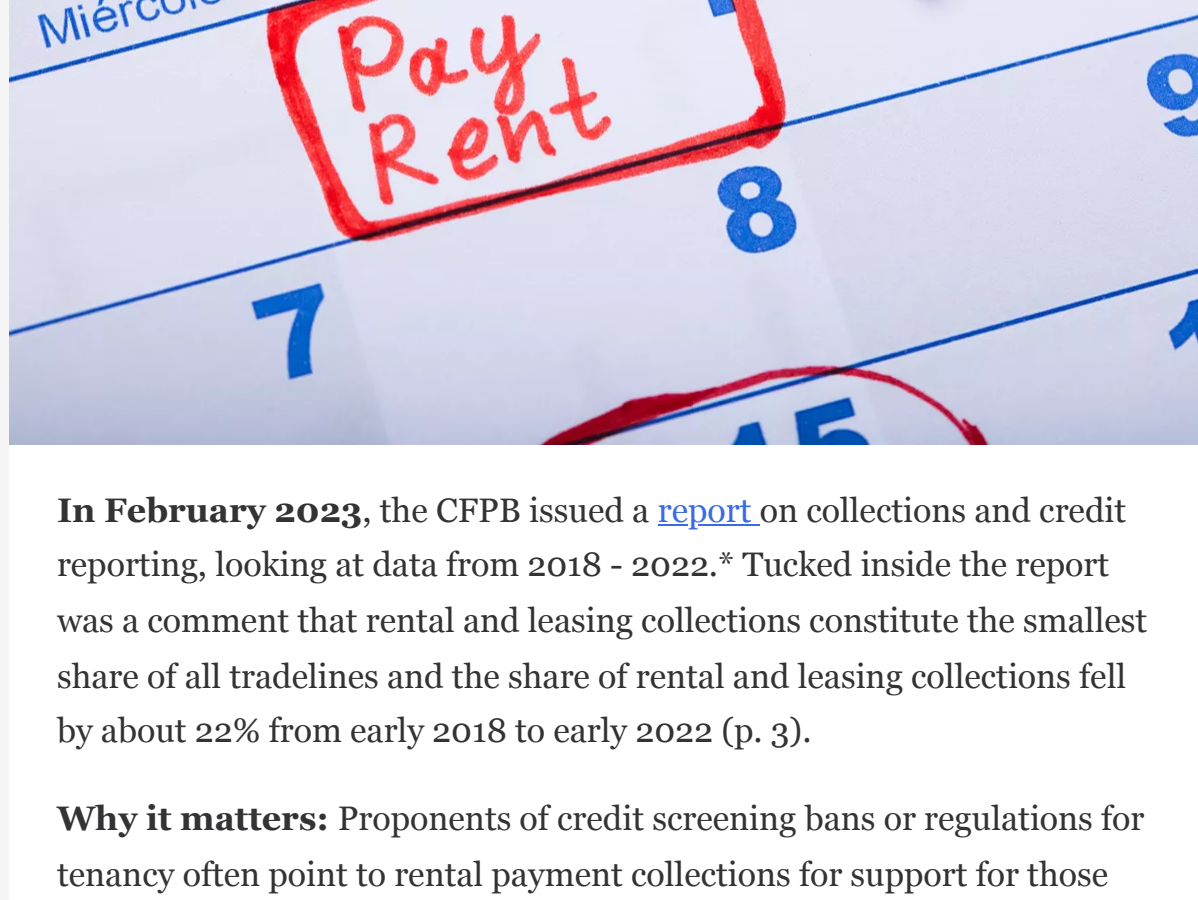 Pay
Rent
9
8
7
15
In February 2023, the CFPB issued a report on collections and credit
reporting, looking at data from 2018 - 2022.* Tucked inside the report
was a comment that rental and leasing collections constitute the smallest
share of all tradelines and the share of rental and leasing collections fell
by about 22% from early 2018 to early 2022 (p. 3).
Why it matters: Proponents of credit screening bans or regulations for
tenancy often point to rental payment collections for support for those